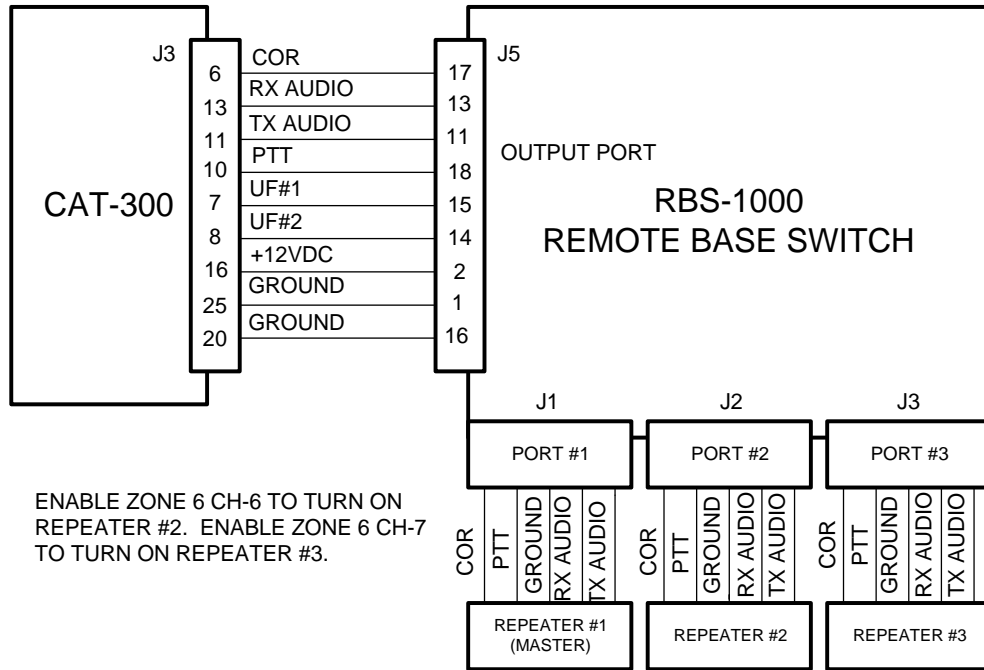 J3
J5
COR
6
17
RX AUDIO
13
13
TX AUDIO
11
11
OUTPUT PORT
PTT
10
18
CAT-300
UF#1
7
15
RBS-1000
REMOTE BASE SWITCH
UF#2
8
14
+12VDC
16
2
GROUND
25
1
GROUND
20
16
J1
J2
J3
PORT #1
PORT #2
PORT #3
ENABLE ZONE 6 CH-6 TO TURN ON
REPEATER #2.  ENABLE ZONE 6 CH-7
TO TURN ON REPEATER #3.
COR
PTT
GROUND
RX AUDIO
TX AUDIO
COR
PTT
GROUND
RX AUDIO
TX AUDIO
COR
PTT
GROUND
RX AUDIO
TX AUDIO
REPEATER #1
(MASTER)
REPEATER #2
REPEATER #3